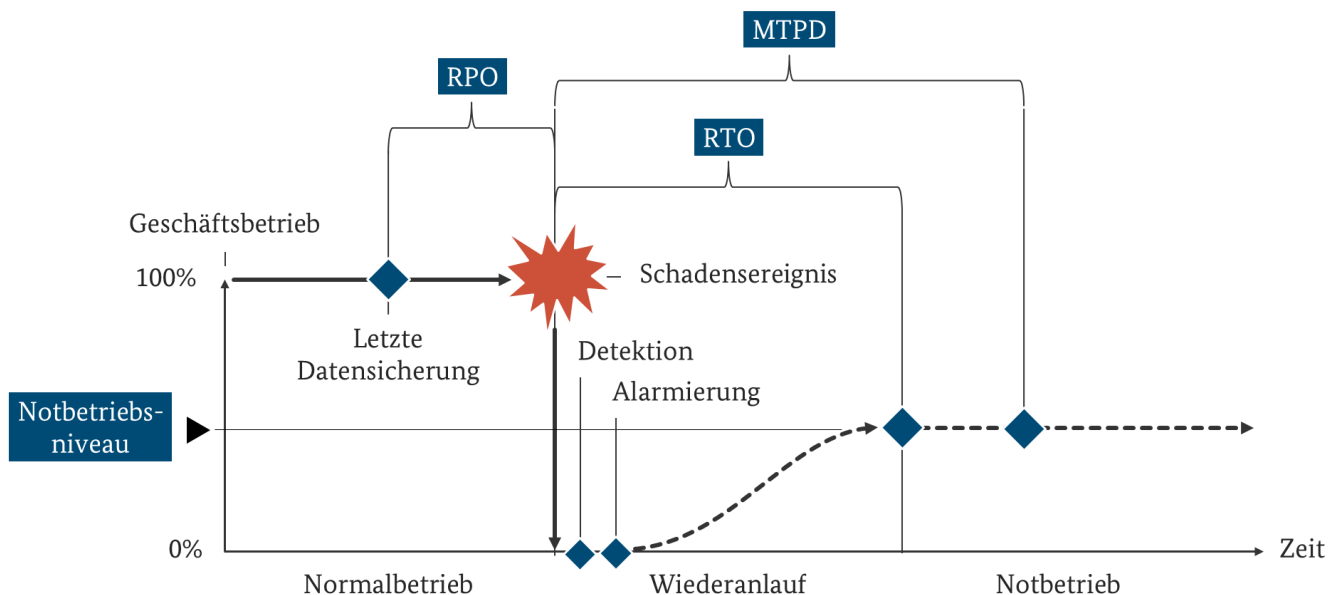 MTPD
RPO
RTO
Geschäftsbetrieb
100%
Schadensereignis
Letzte
Datensicherung
Detektion
Alarmierung
Notbetriebs-
niveau
0%
Zeit
Normalbetrieb
Wiederanlauf
Notbetrieb